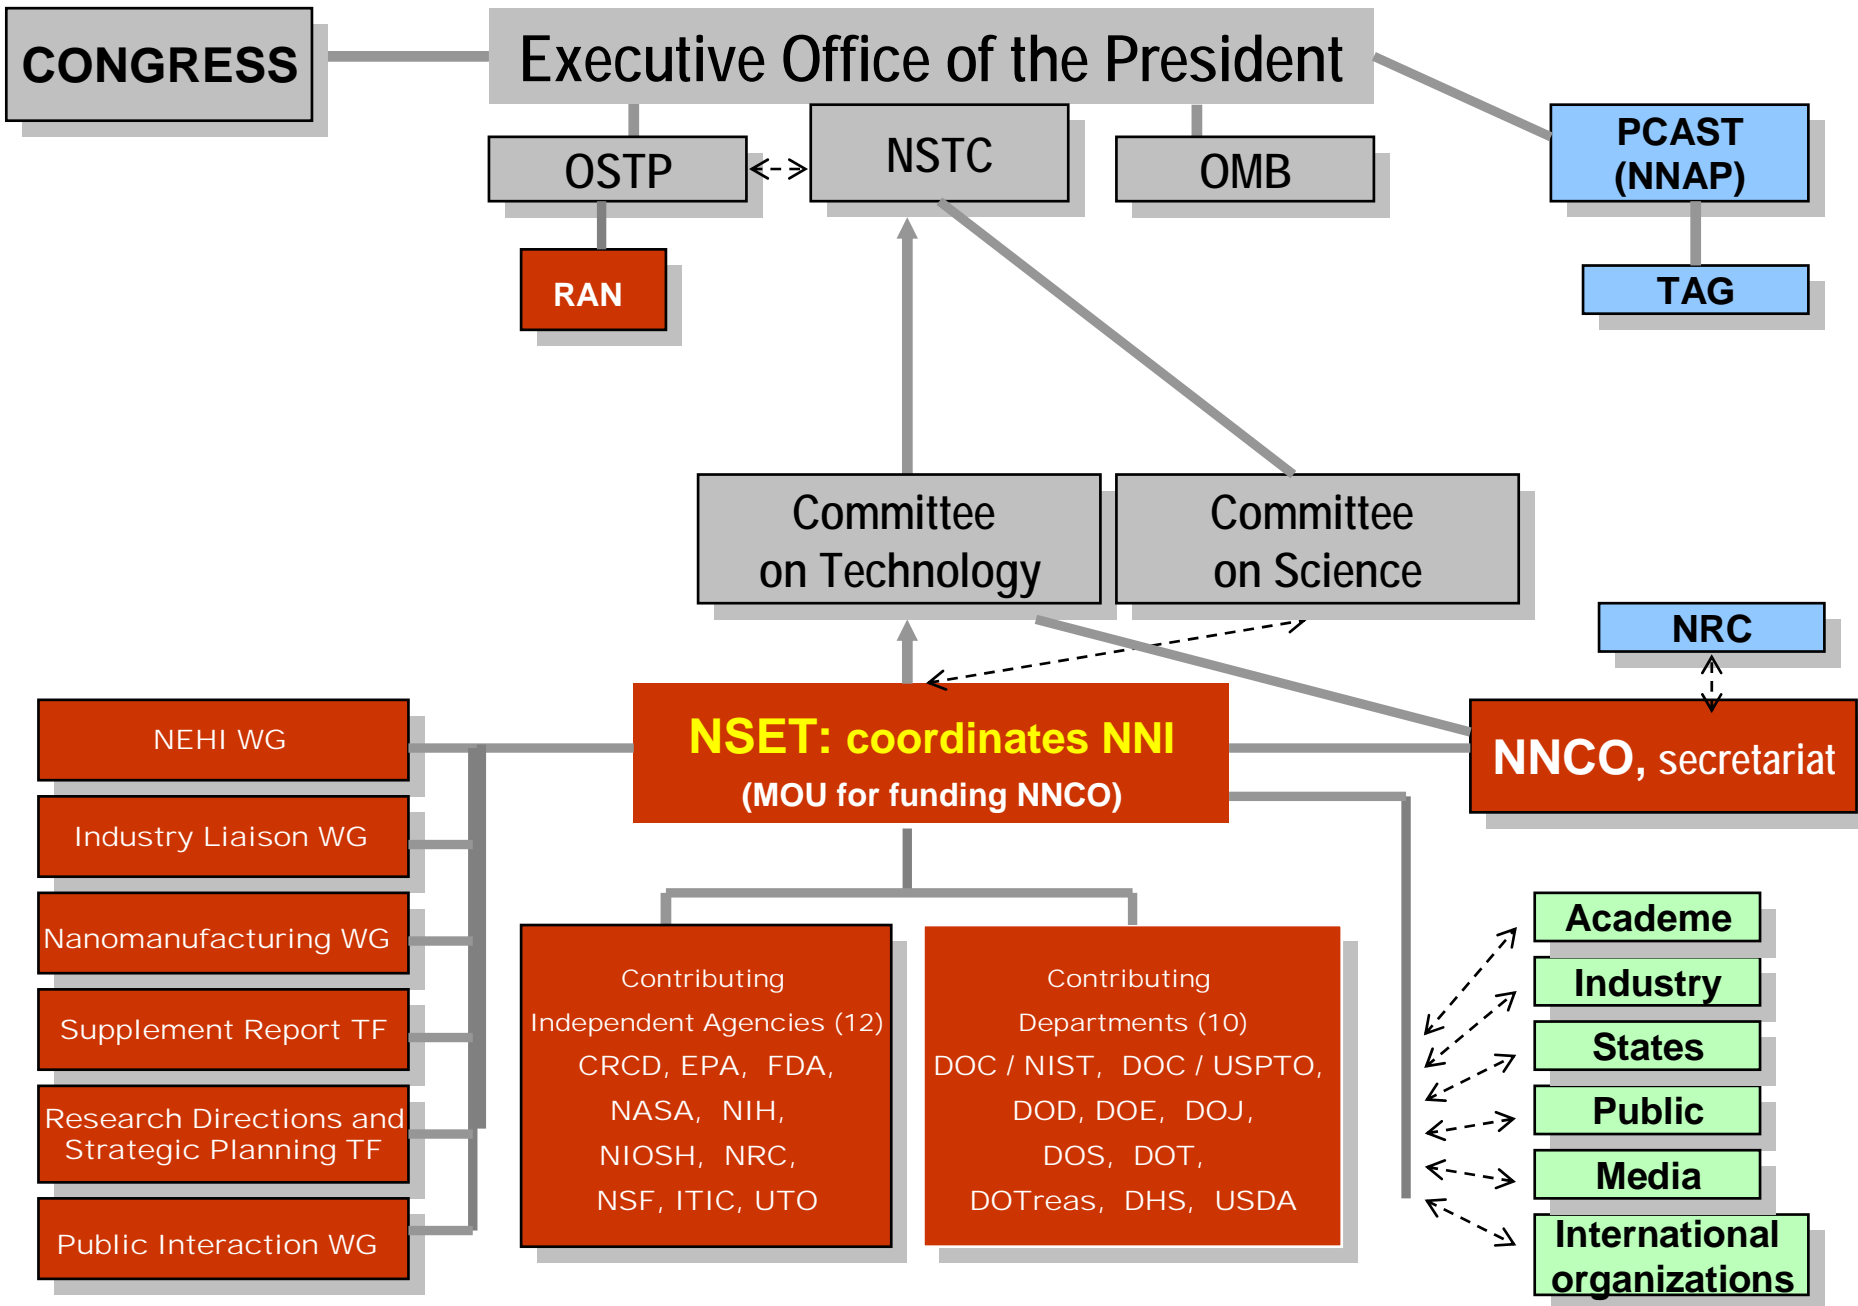 CONGRESS
Executive Office of the President
OSTP
NSTC
OMB
PCAST
(NNAP)
RAN
TAG
Committee
on Technology
Committee
on Science
NRC
NSET: coordinates NNI
(MOU for funding NNCO)
NNCO, secretariat
NEHI WG
Industry Liaison WG
Nanomanufacturing WG
Supplement Report TF
Research Directions and
Strategic Planning TF
Public Interaction WG
Contributing
Independent Agencies (12)
CRCD, EPA, FDA,
NASA, NIH,
NIOSH, NRC,
NSF, ITIC, UTO
Contributing
Departments (10)
DOC / NIST, DOC / USPTO,
DOD, DOE, DOJ,
DOS, DOT,
DOTreas, DHS, USDA
Academe
Industry
States
Public
Media
International
organizations